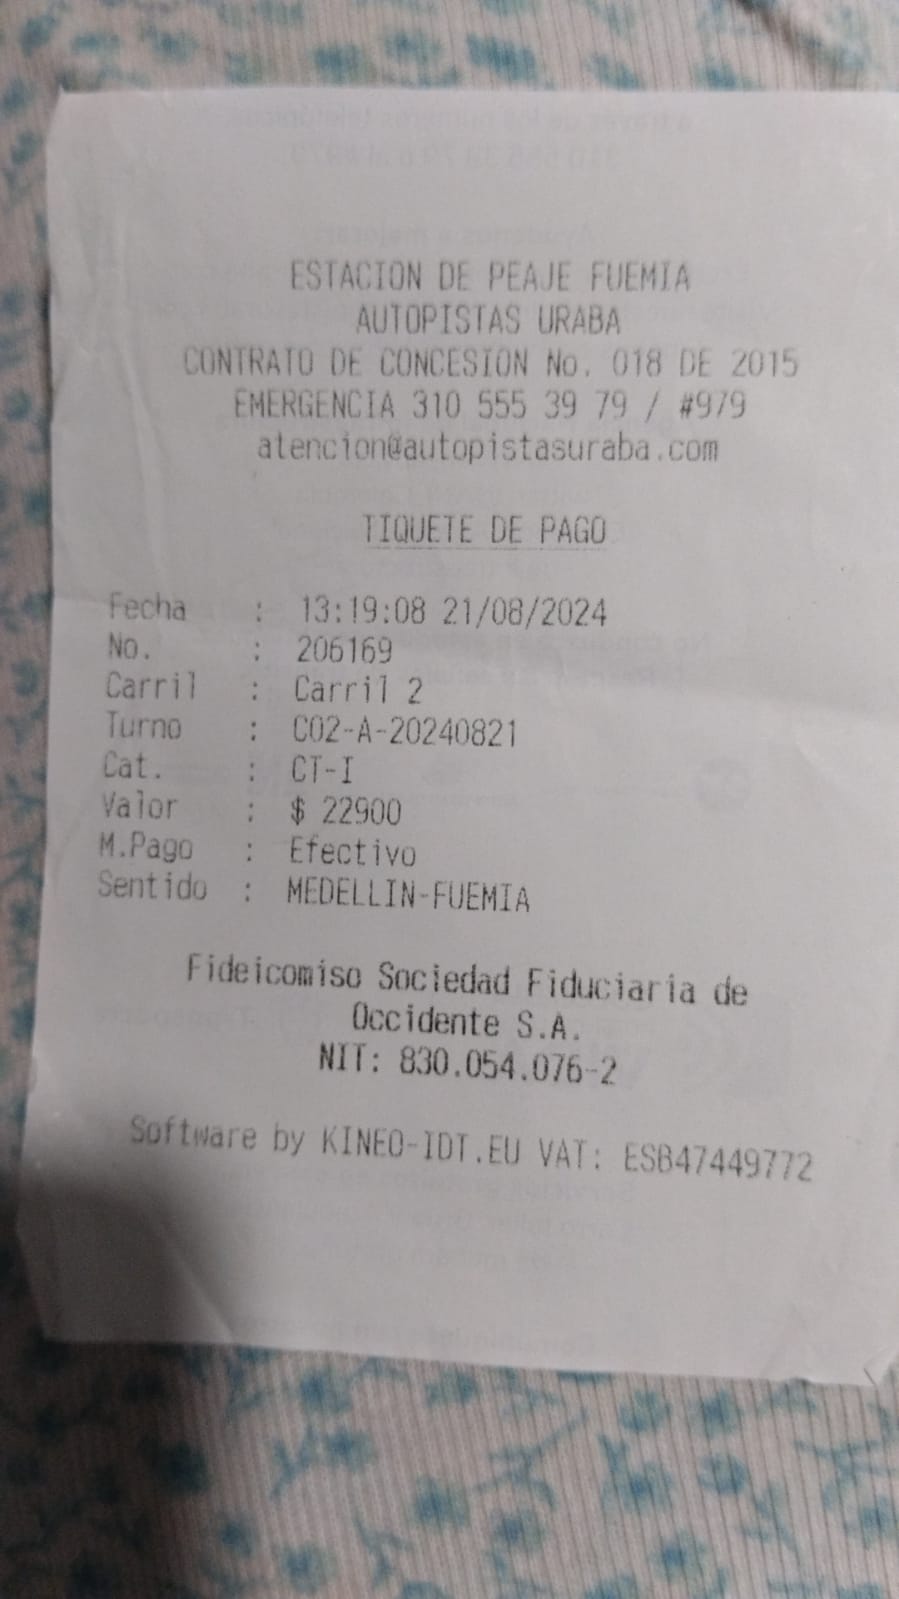 ESTACION DE PEAJE FUEMIA
AUTOPISTAS URABA
CONTRATO DE CONCESION No. 018 DE 2015
EMERGENCIA 310 555 39 79 / #979
atencion@autopistasuraba.com
TIQUETE DE PAGO
Fecha : 13:19:08 21/08/2024
No. : 206169
Carril : Carril 2
Turno : C02-A-20240821
Cat. : CT-I
Valor : $ 22900
M.Pago : Efectivo
Sentido : MEDELLIN-FUEMIA
Fideicomiso Sociedad Fiduciaria de
Occidente S.A.
NIT: 830.054.076-2
Software by KINEO-IDT.EU VAT: ESB47449772